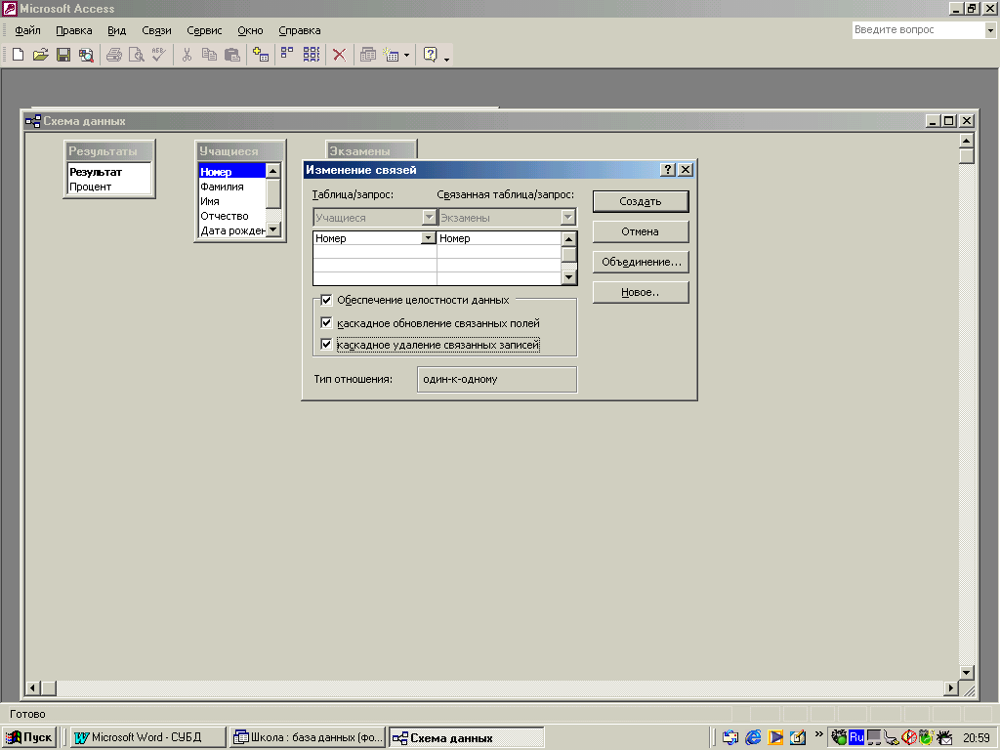 Microsoft Access
Файл Правка Вид Связи Сервис Окно Справка
Введите вопрос
Схема данных
Результаты
Результат
Процент
Учащиеся
Номер
Фамилия
Имя
Отчество
Дата рожден
Экзамены
Изменение связей
Таблица/запрос: Связанная таблица/запрос:
Учащиеся Экзамены
Номер Номер
Обеспечение целостности данных
каскадное обновление связанных полей
каскадное удаление связанных записей
Тип отношения: один-к-одному
Создать
Отмена
Объединение...
Новое..
Готово
Пуск Microsoft Word - СУБД Школа : база данных (фо... Схема данных » Ru 20:59